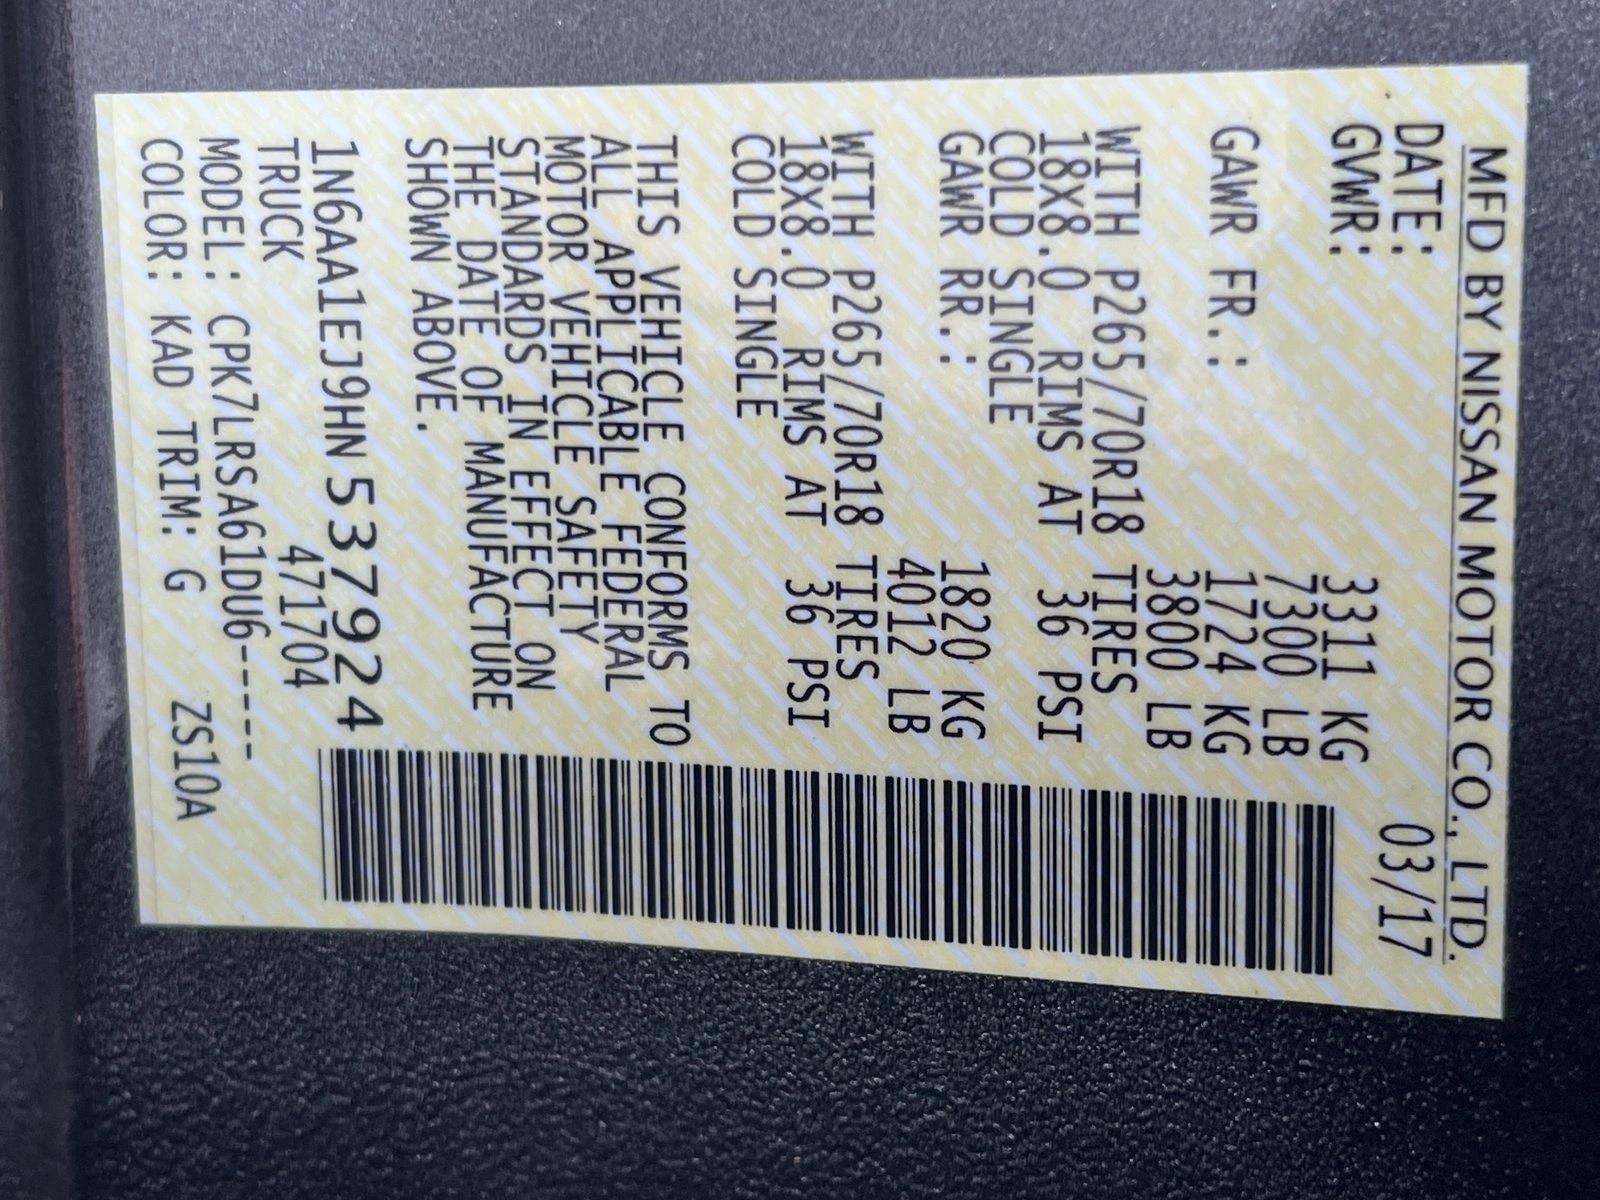 MFD BY NISSAN MOTOR CO., LTD.
DATE: 03/17
GVWR: 3311 KG
7300 LB
GAWR FR.: 1724 KG
3800 LB
WITH P265/70R18 TIRES
18X8.0 RIMS AT 36 PSI
COLD SINGLE
GAWR RR.: 1820 KG
4012 LB
WITH P265/70R18 TIRES
18X8.0 RIMS AT 36 PSI
COLD SINGLE
THIS VEHICLE CONFORMS TO
ALL APPLICABLE FEDERAL
MOTOR VEHICLE SAFETY
STANDARDS IN EFFECT ON
THE DATE OF MANUFACTURE
SHOWN ABOVE.
1N6AA1EJ9HN 537924
TRUCK 471704
MODEL: CPK7LRSA61DU6-----
COLOR: KAD TRIM: G ZS10A